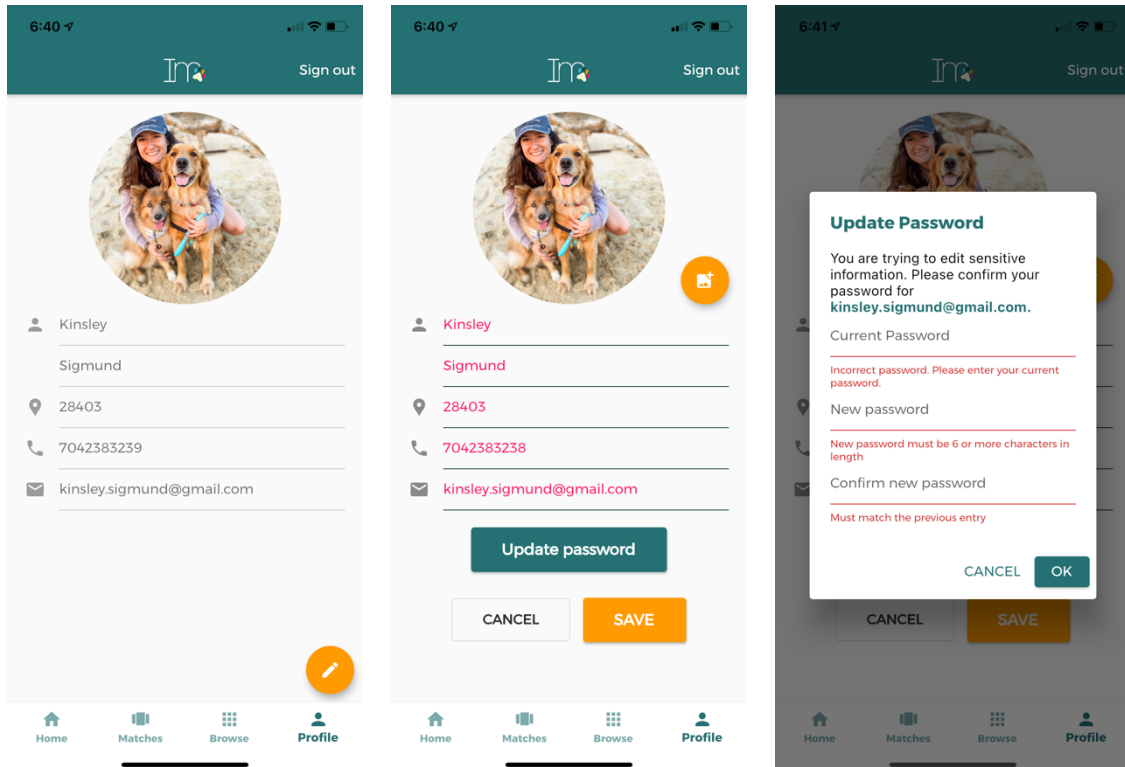 6:40
Im
Sign out
Kinsley
Sigmund
28403
7042383239
kinsley.sigmund@gmail.com
Home
Matches
Browse
Profile
6:40
Im
Sign out
Kinsley
Sigmund
28403
7042383238
kinsley.sigmund@gmail.com
Update password
CANCEL
SAVE
Home
Matches
Browse
Profile
6:41
Im
Sign out
Update Password
You are trying to edit sensitive
information. Please confirm your
password for
kinsley.sigmund@gmail.com.
Current Password
Incorrect password. Please enter your current
password.
New password
New password must be 6 or more characters in
length
Confirm new password
Must match the previous entry
CANCEL
OK
CANCEL
SAVE
Home
Matches
Browse
Profile